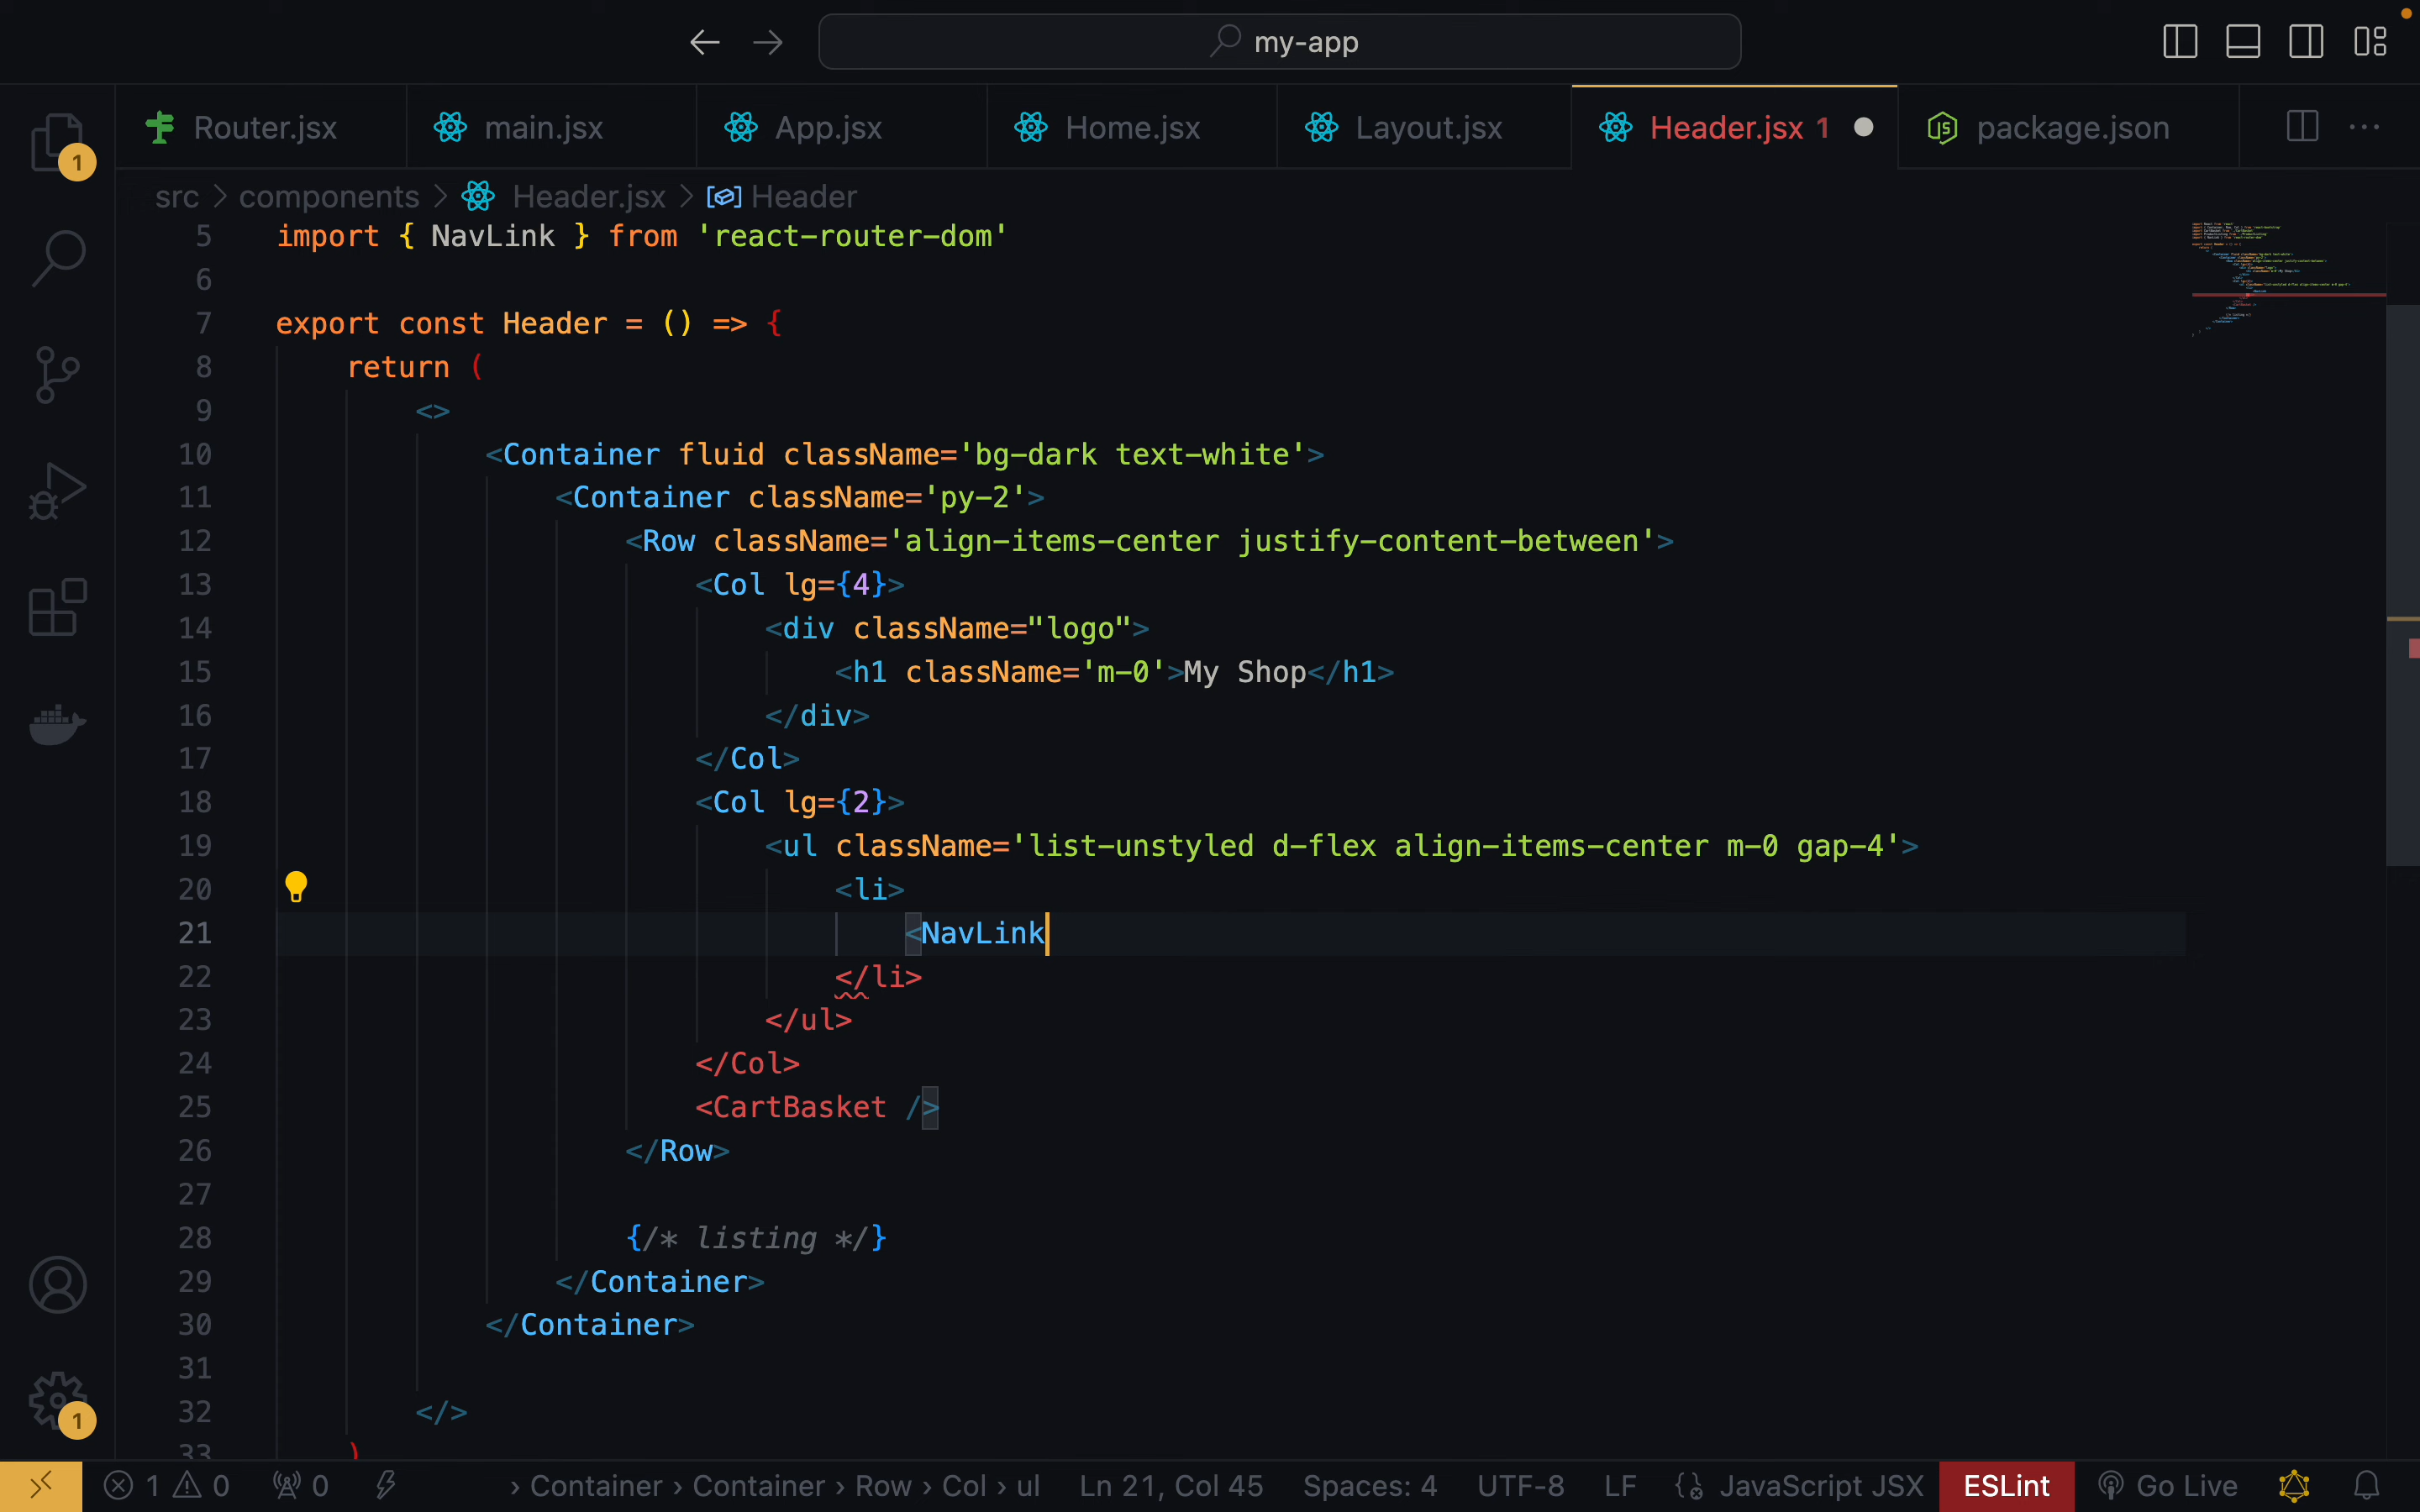 my-app
Router.jsx
main.jsx
App.jsx
Home.jsx
Layout.jsx
Header.jsx 1
package.json
1
src > components > Header.jsx > Header
5 import { NavLink } from 'react-router-dom'
6
7 export const Header = () => {
8 return (
9 <>
10 <Container fluid className='bg-dark text-white'>
11 <Container className='py-2'>
12 <Row className='align-items-center justify-content-between'>
13 <Col lg={4}>
14 <div className="logo">
15 <h1 className='m-0'>My Shop</h1>
16 </div>
17 </Col>
18 <Col lg={2}>
19 <ul className='list-unstyled d-flex align-items-center m-0 gap-4'>
20 <li>
21 <NavLink
22 </li>
23 </ul>
24 </Col>
25 <CartBasket />
26 </Row>
27
28 {/* listing */}
29 </Container>
30 </Container>
31
32 </>
33 )
1
1 0 0 › Container › Container › Row › Col › ul Ln 21, Col 45 Spaces: 4 UTF-8 LF JavaScript JSX ESLint Go Live